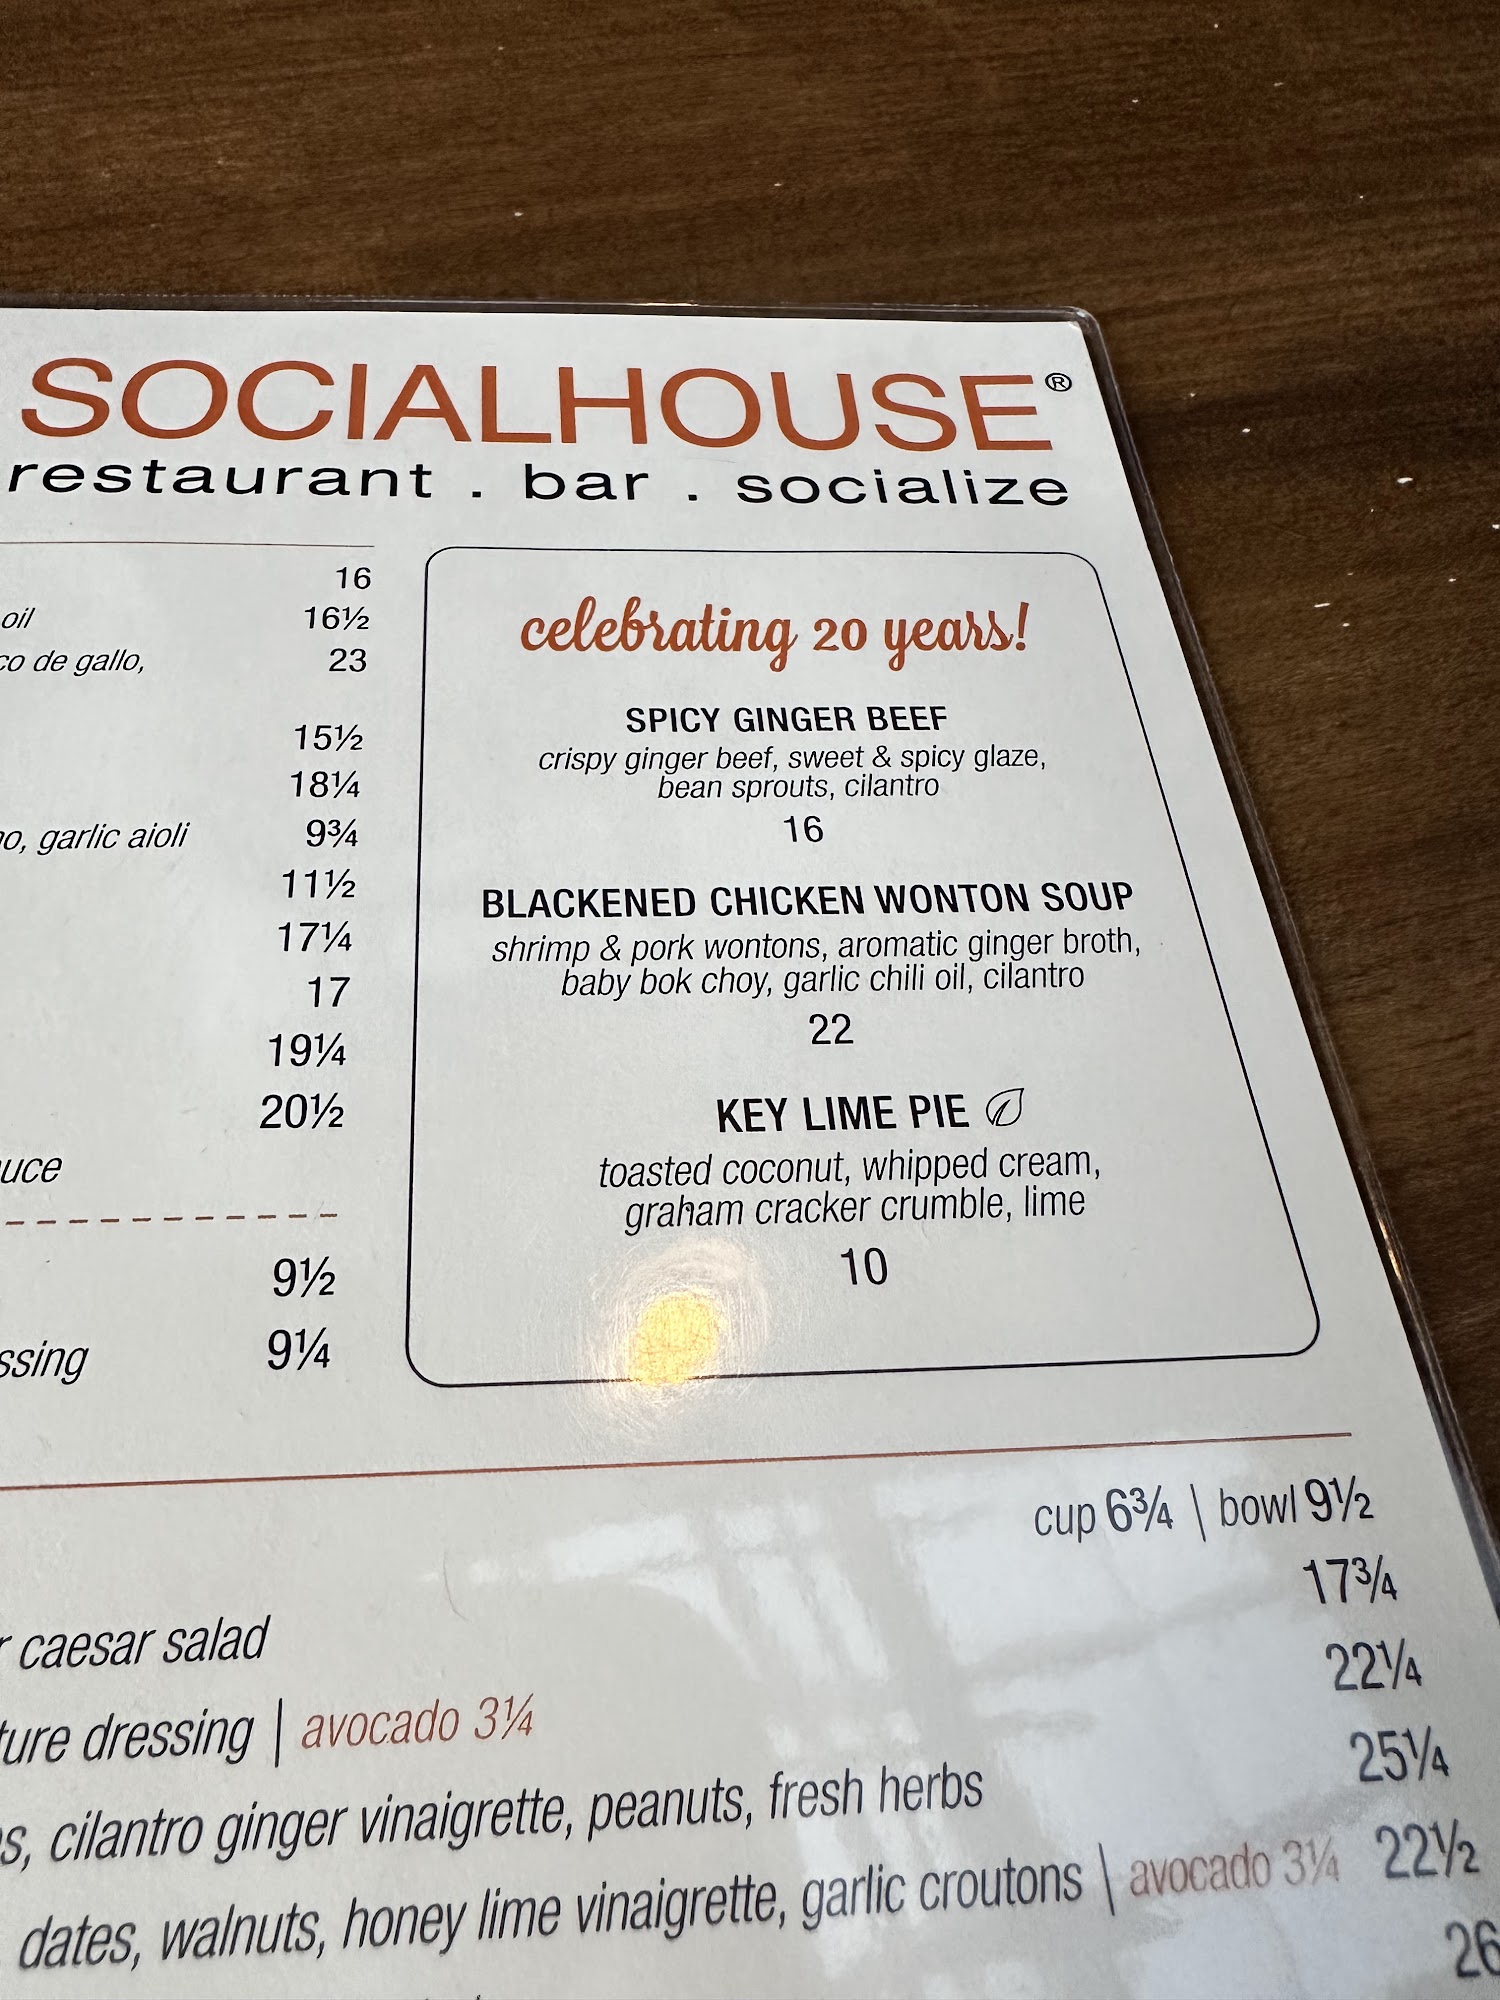 SOCIALHOUSE®
restaurant . bar . socialize
16
oil 16½
de gallo, 23
15½
18¼
garlic aioli 9¾
11½
17¼
17
19¼
20½
9½
9¼
celebrating 20 years!
SPICY GINGER BEEF
crispy ginger beef, sweet & spicy glaze,
bean sprouts, cilantro
16
BLACKENED CHICKEN WONTON SOUP
shrimp & pork wontons, aromatic ginger broth,
baby bok choy, garlic chili oil, cilantro
22
KEY LIME PIE
toasted coconut, whipped cream,
graham cracker crumble, lime
10
cup 6¾ | bowl 9½
17¾
caesar salad 22¼
dressing | avocado 3¼ 25¼
cilantro ginger vinaigrette, peanuts, fresh herbs 22½
dates, walnuts, honey lime vinaigrette, garlic croutons | avocado 3¼ 26